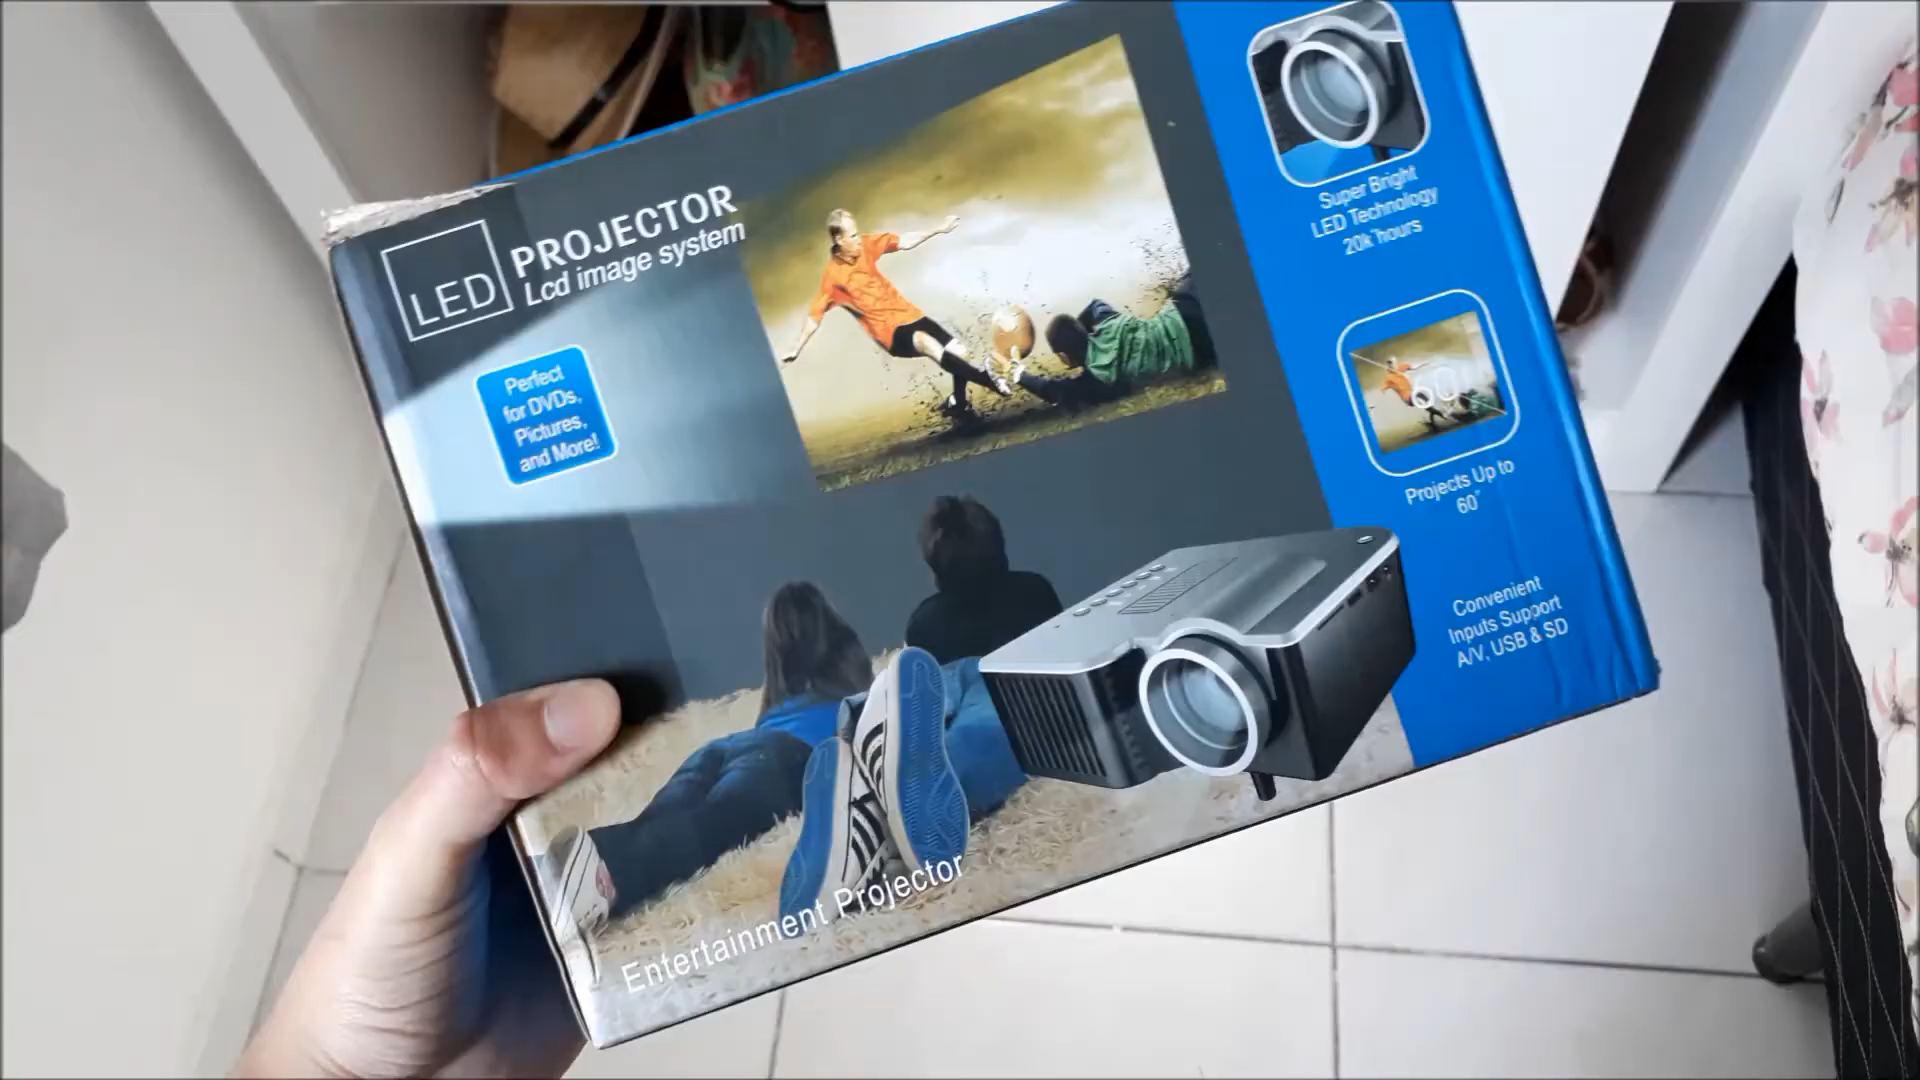 LED
PROJECTOR
Lcd image system
Perfect
for DVDs,
Pictures,
and More!
Super Bright
LED Technology
20k hours
60
Projects Up to
60"
Convenient
Inputs Support
A/V, USB & SD
Entertainment Projector